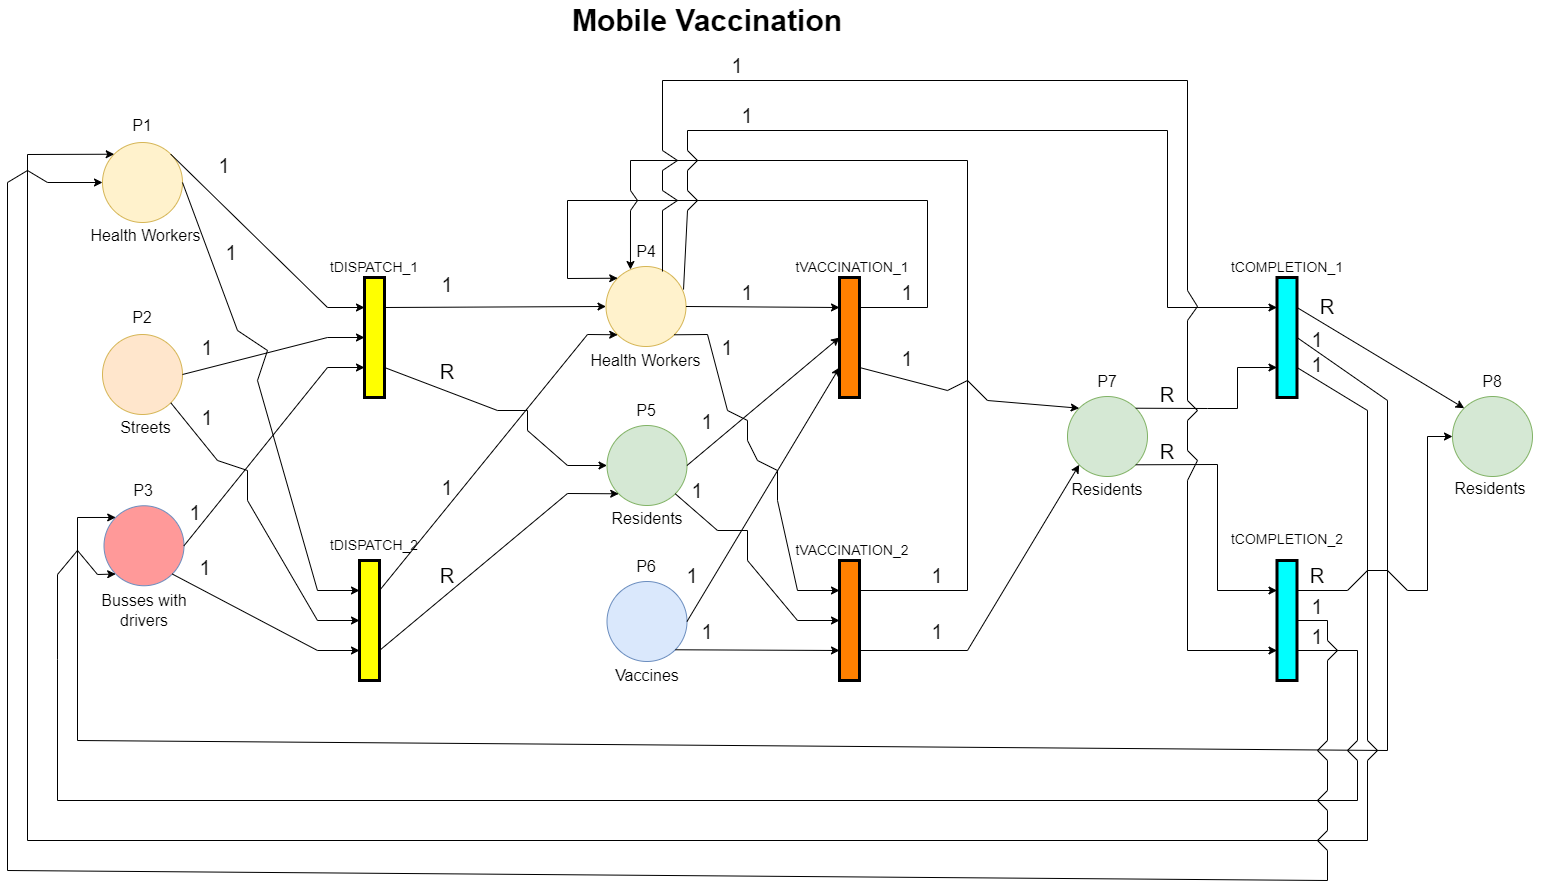 Mobile Vaccination
1
1
P1
1
Health Workers
1
P4
tDISPATCH_1
tVACCINATION_1
tCOMPLETION_1
1
1
1
R
P2
1
1
1
1
Health Workers
1
R
P7
1
P8
Streets
1
P5
1
R
R
P3
1
1
1
Residents
Residents
Residents
1
tDISPATCH_2
tVACCINATION_2
tCOMPLETION_2
1
R
P6
1
1
R
Busses with
drivers
1
1
1
1
Vaccines